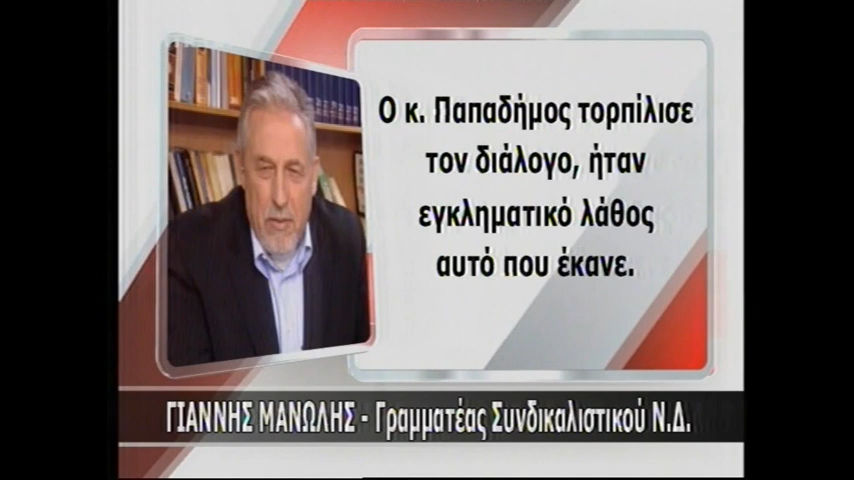 Ο κ. Παπαδήμος τορπίλισε
τον διάλογο, ήταν
εγκληματικό λάθος
αυτό που έκανε.
ΓΙΑΝΝΗΣ ΜΑΝΩΛΗΣ - Γραμματέας Συνδικαλιστικού Ν.Δ.